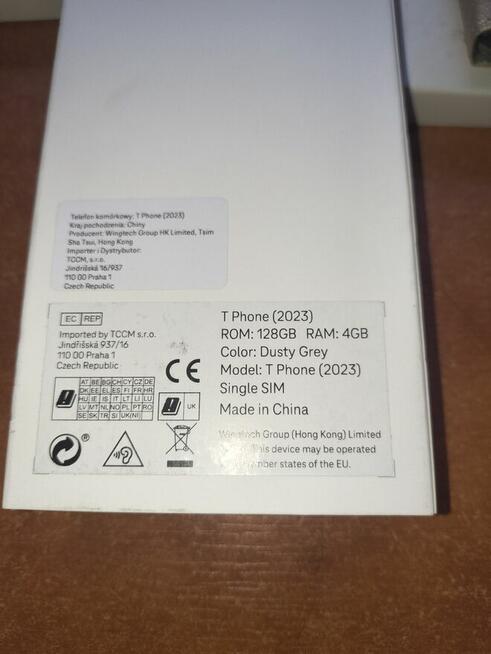 Telefon komórkowy: T Phone (2023)
Kraj pochodzenia: Chiny
Producent: Wingtech Group HK Limited, Tsim
Sha Tsui, Hong Kong
Importer i Dystrybutor:
TCCM, s.r.o.
Jindřišská 16/937
110 00 Praha 1
Czech Republic
EC REP
Imported by TCCM s.r.o.
Jindřišská 937/16
110 00 Praha 1
Czech Republic
CE
AT BE BG CH CY CZ DE
DK EE EL ES FI FR HR
HU IE IS IT LT LI LU
LV MT NL NO PL PT RO
SE SK TR SI UK(NI)
UK
T Phone (2023)
ROM: 128GB RAM: 4GB
Color: Dusty Grey
Model: T Phone (2023)
Single SIM
Made in China
Wingtech Group (Hong Kong) Limited
this device may be operated
states of the EU.